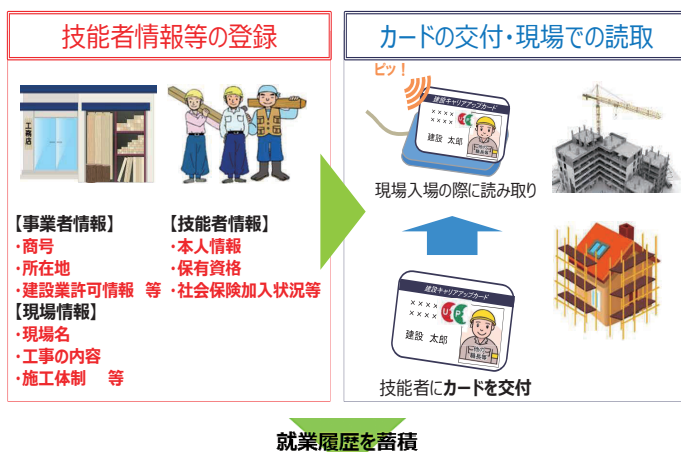 技能者情報等の登録
工務店
【事業者情報】
・商号
・所在地
・建設業許可情報 等
【現場情報】
・現場名
・工事の内容
・施工体制 等
【技能者情報】
・本人情報
・保有資格
・社会保険加入状況等
カードの交付・現場での読取
ピッ！
建設キャリアアップカード
××××
××××
建設 太郎
現場入場の際に読み取り
建設キャリアアップカード
××××
××××
UP
建設 太郎
技能者にカードを交付
就業履歴を蓄積